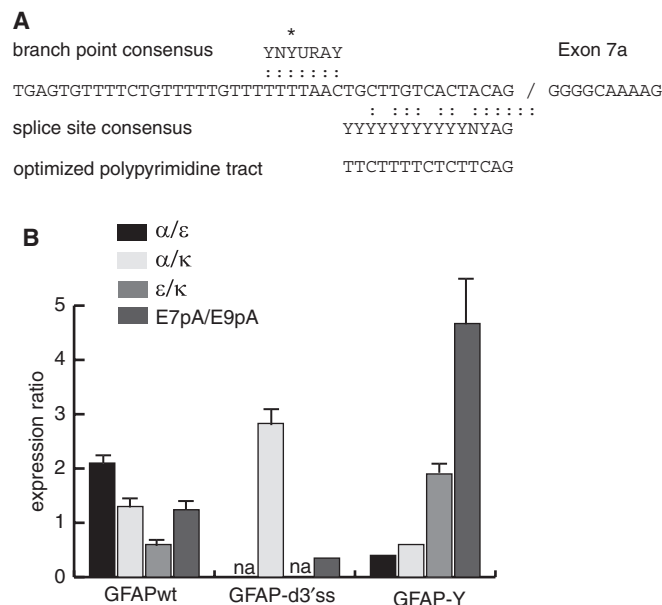 A
*
branch point consensus YNYURAY Exon 7a
: : : : : : :
TGAGTGTTTTCTGTTTTTGTTTTTTTAACTGCTTGTCACTACAG / GGGGCAAAAG
: : : : : : : : : : : :
splice site consensus YYYYYYYYYYYNYAG
optimized polypyrimidine tract TTCTTTTCTCTTCAG
B
α/ε
α/κ
ε/κ
E7pA/E9pA
expression ratio
5
4
3
2
1
0
na na
GFAPwt GFAP-d3′ss GFAP-Y